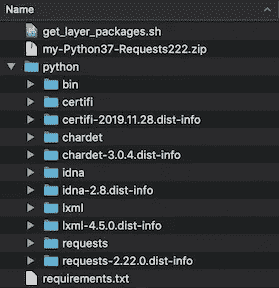 Name
get_layer_packages.sh
my-Python37-Requests222.zip
python
bin
certifi
certifi-2019.11.28.dist-info
chardet
chardet-3.0.4.dist-info
idna
idna-2.8.dist-info
lxml
lxml-4.5.0.dist-info
requests
requests-2.22.0.dist-info
requirements.txt